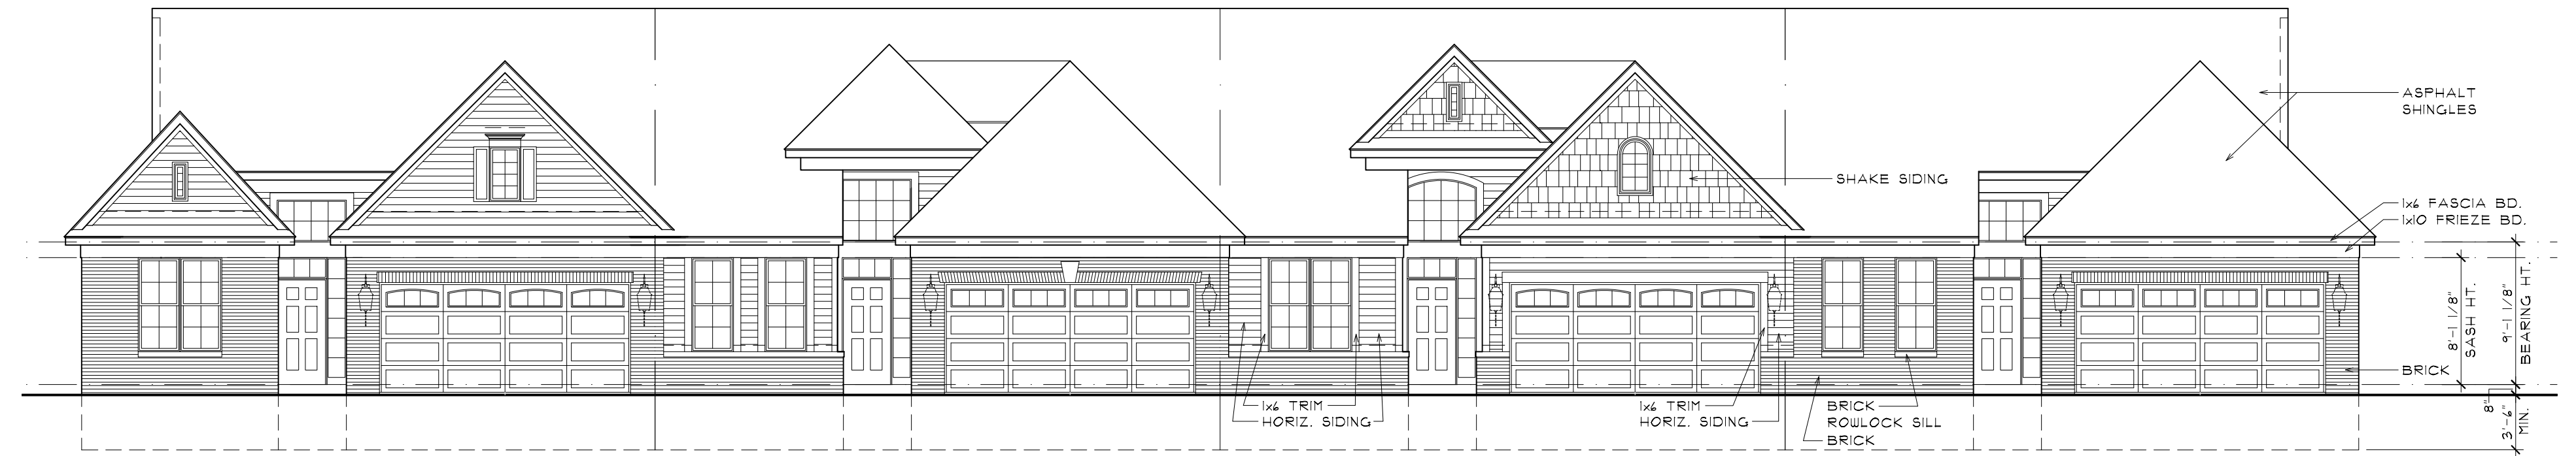 ASPHALT
SHINGLES
SHAKE SIDING
1x6 FASCIA BD.
1x10 FRIEZE BD.
8'-1 1/8"
SASH HT.
9'-1 1/8"
BEARING HT.
BRICK
1x6 TRIM
HORIZ. SIDING
1x6 TRIM
HORIZ. SIDING
BRICK
ROWLOCK SILL
BRICK
8"
3'-6"
MIN.